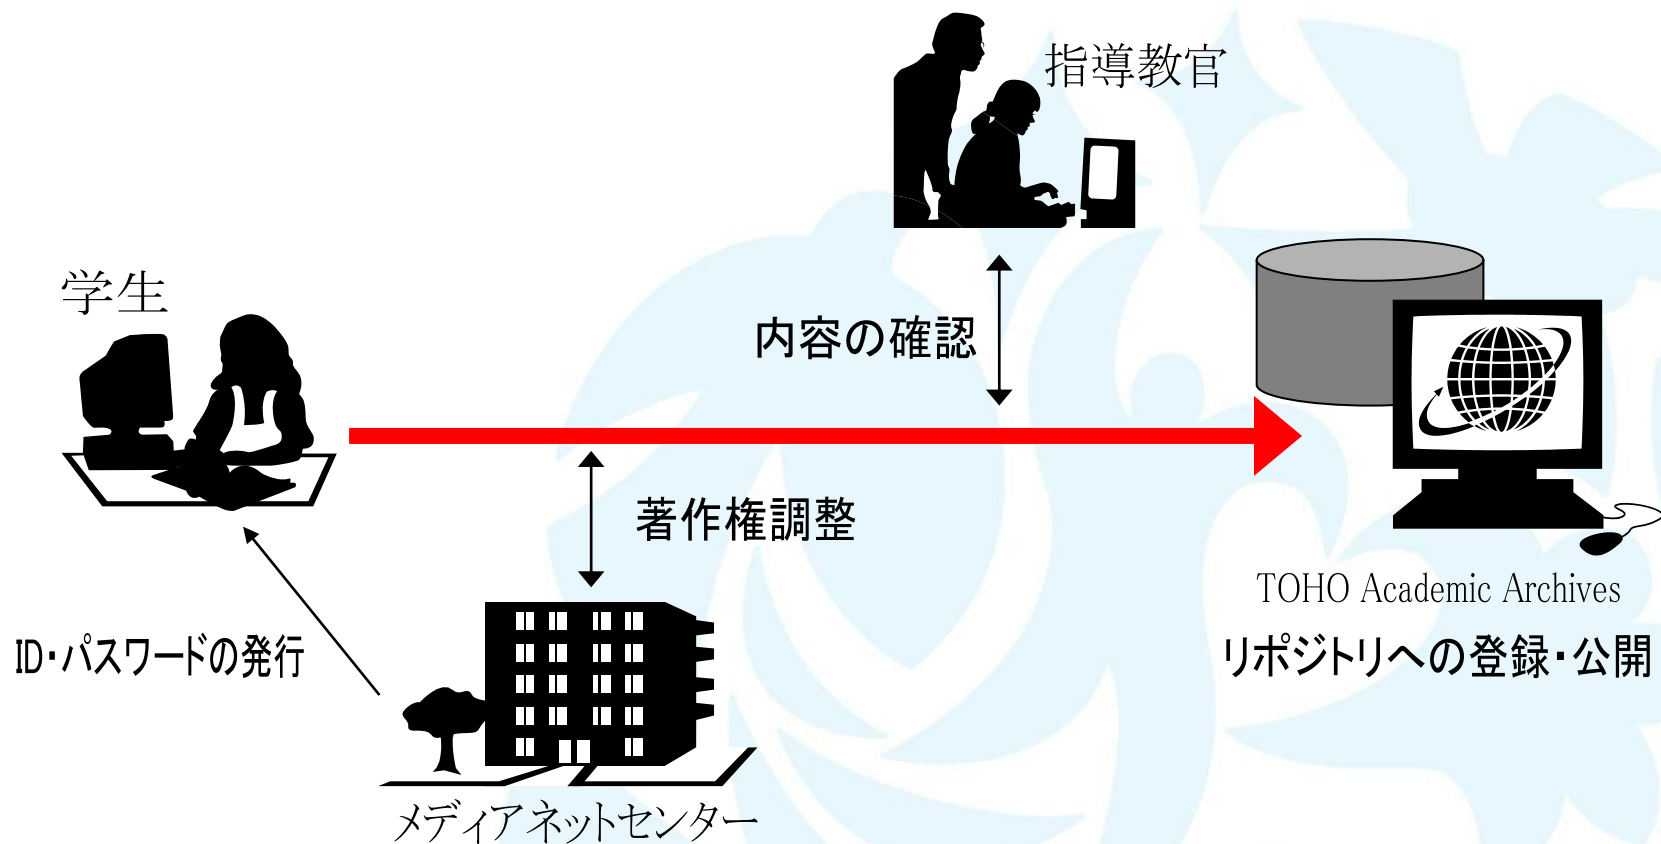 指導教官
学生
内容の確認
著作権調整
TOHO Academic Archives
リポジトリへの登録・公開
ID・パスワードの発行
メディアネットセンター